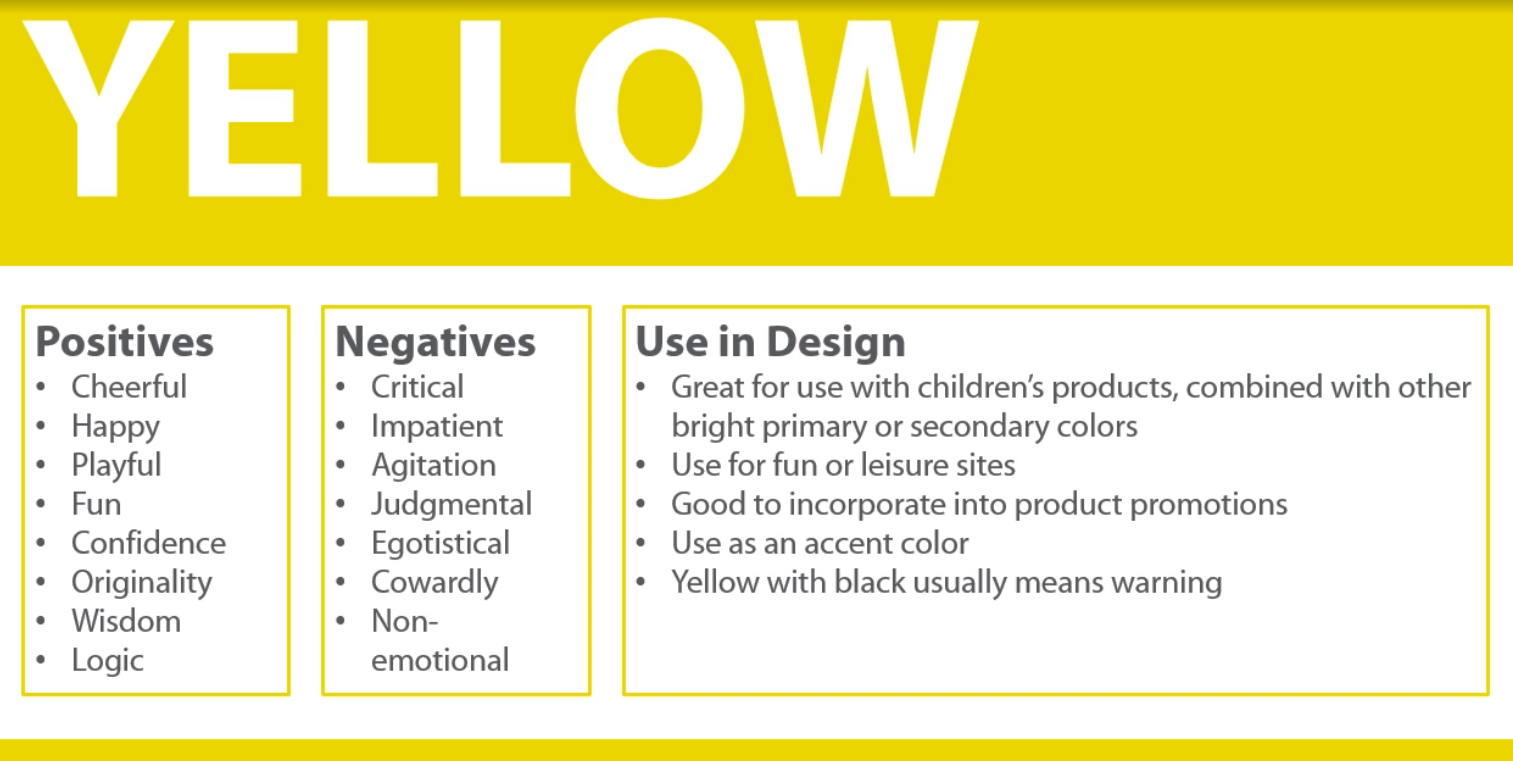 YELLOW
Positives
• Cheerful
• Happy
• Playful
• Fun
• Confidence
• Originality
• Wisdom
• Logic
Negatives
• Critical
• Impatient
• Agitation
• Judgmental
• Egotistical
• Cowardly
• Non-
emotional
Use in Design
• Great for use with children’s products, combined with other
bright primary or secondary colors
• Use for fun or leisure sites
• Good to incorporate into product promotions
• Use as an accent color
• Yellow with black usually means warning